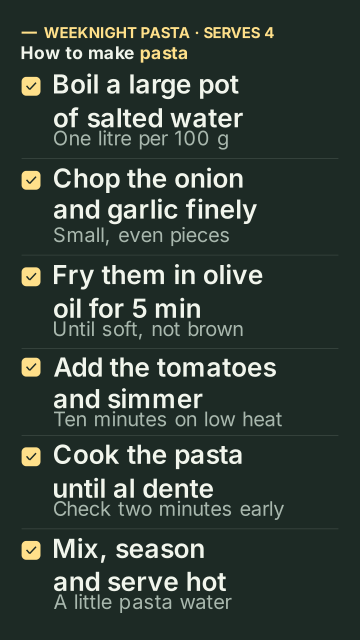 — WEEKNIGHT PASTA · SERVES 4
How to make pasta
Boil a large pot
of salted water
One litre per 100 g
Chop the onion
and garlic finely
Small, even pieces
Fry them in olive
oil for 5 min
Until soft, not brown
Add the tomatoes
and simmer
Ten minutes on low heat
Cook the pasta
until al dente
Check two minutes early
Mix, season
and serve hot
A little pasta water